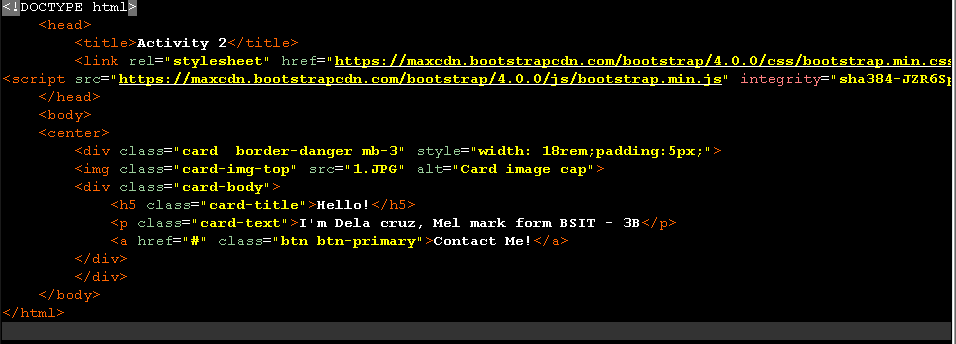 <!DOCTYPE html>
<head>
<title>Activity 2</title>
<link rel="stylesheet" href="https://maxcdn.bootstrapcdn.com/bootstrap/4.0.0/css/bootstrap.min.css
<script src="https://maxcdn.bootstrapcdn.com/bootstrap/4.0.0/js/bootstrap.min.js" integrity="sha384-JZR6Sp
</head>
<body>
<center>
<div class="card  border-danger mb-3" style="width: 18rem;padding:5px;">
<img class="card-img-top" src="1.JPG" alt="Card image cap">
<div class="card-body">
<h5 class="card-title">Hello!</h5>
<p class="card-text">I'm Dela cruz, Mel mark form BSIT - 3B</p>
<a href="#" class="btn btn-primary">Contact Me!</a>
</div>
</div>
</body>
</html>